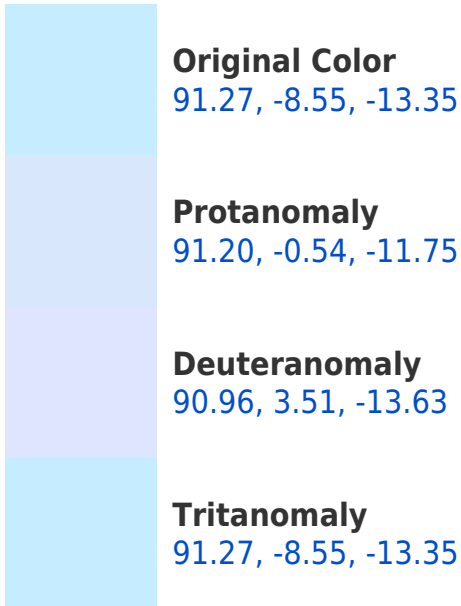 Original Color
91.27, -8.55, -13.35
Protanomaly
91.20, -0.54, -11.75
Deuteranomaly
90.96, 3.51, -13.63
Tritanomaly
91.27, -8.55, -13.35